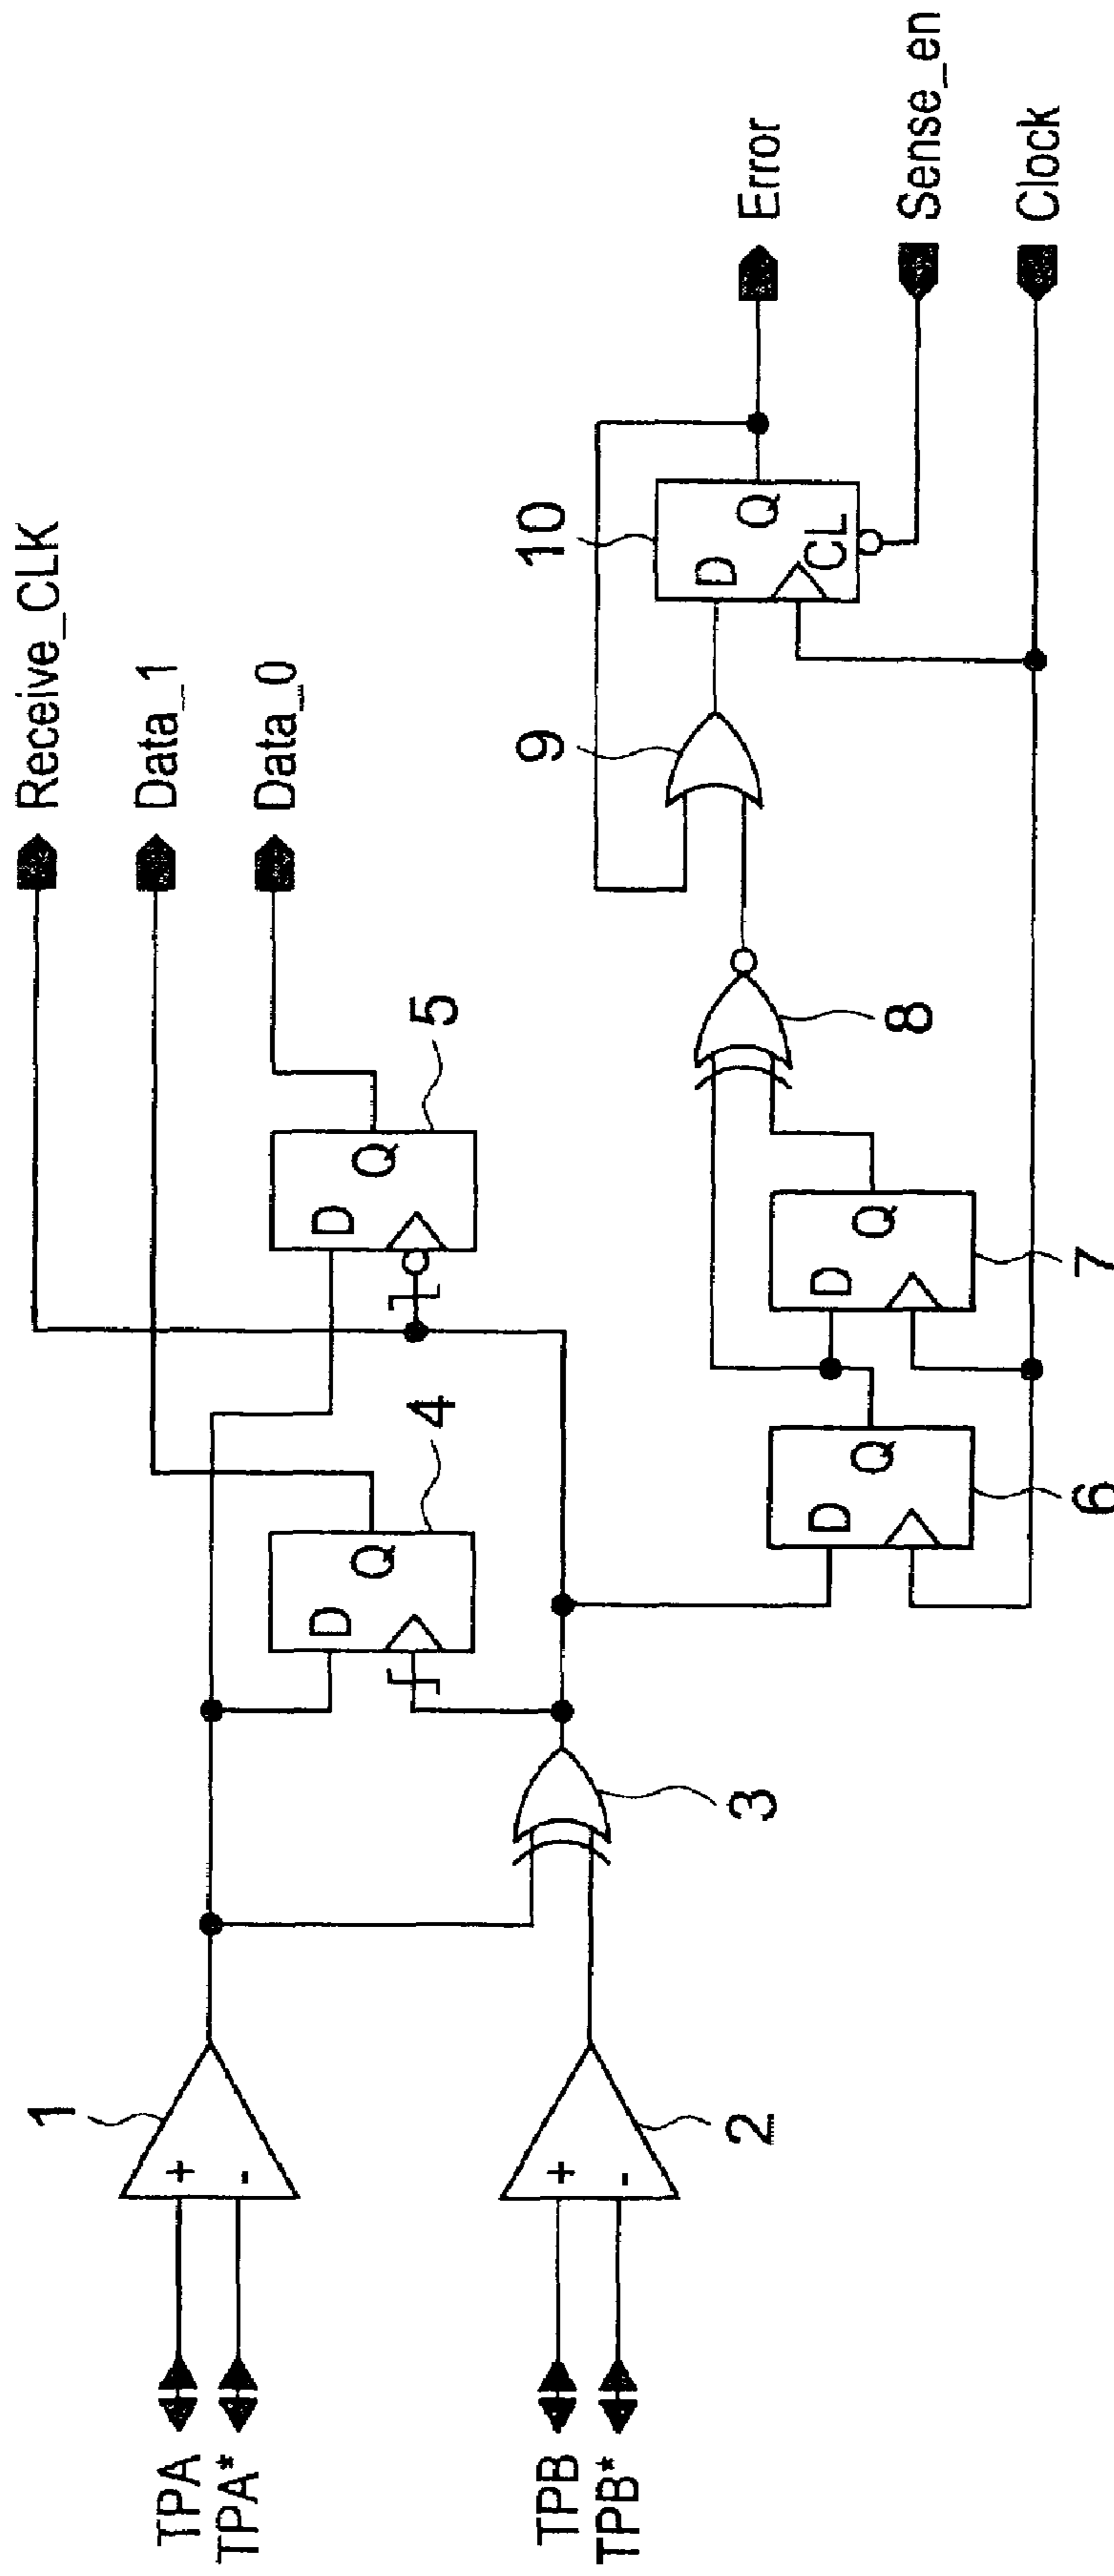 TPA
TPA*
TPB
TPB*
1
+
-
2
+
-
3
4
D
Q
5
D
Q
6
D
Q
7
D
Q
8
9
10
D
Q
CL
Receive_CLK
Data_1
Data_0
Error
Sense_en
Clock